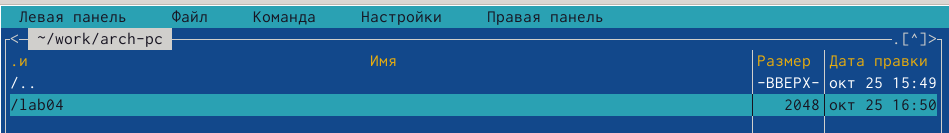 Левая панель Файл Команда Настройки Правая панель
<─ ~/work/arch-pc .[^]>
.и Имя Размер Дата правки
/.. -ВВЕРХ- окт 25 15:49
/lab04 2048 окт 25 16:50